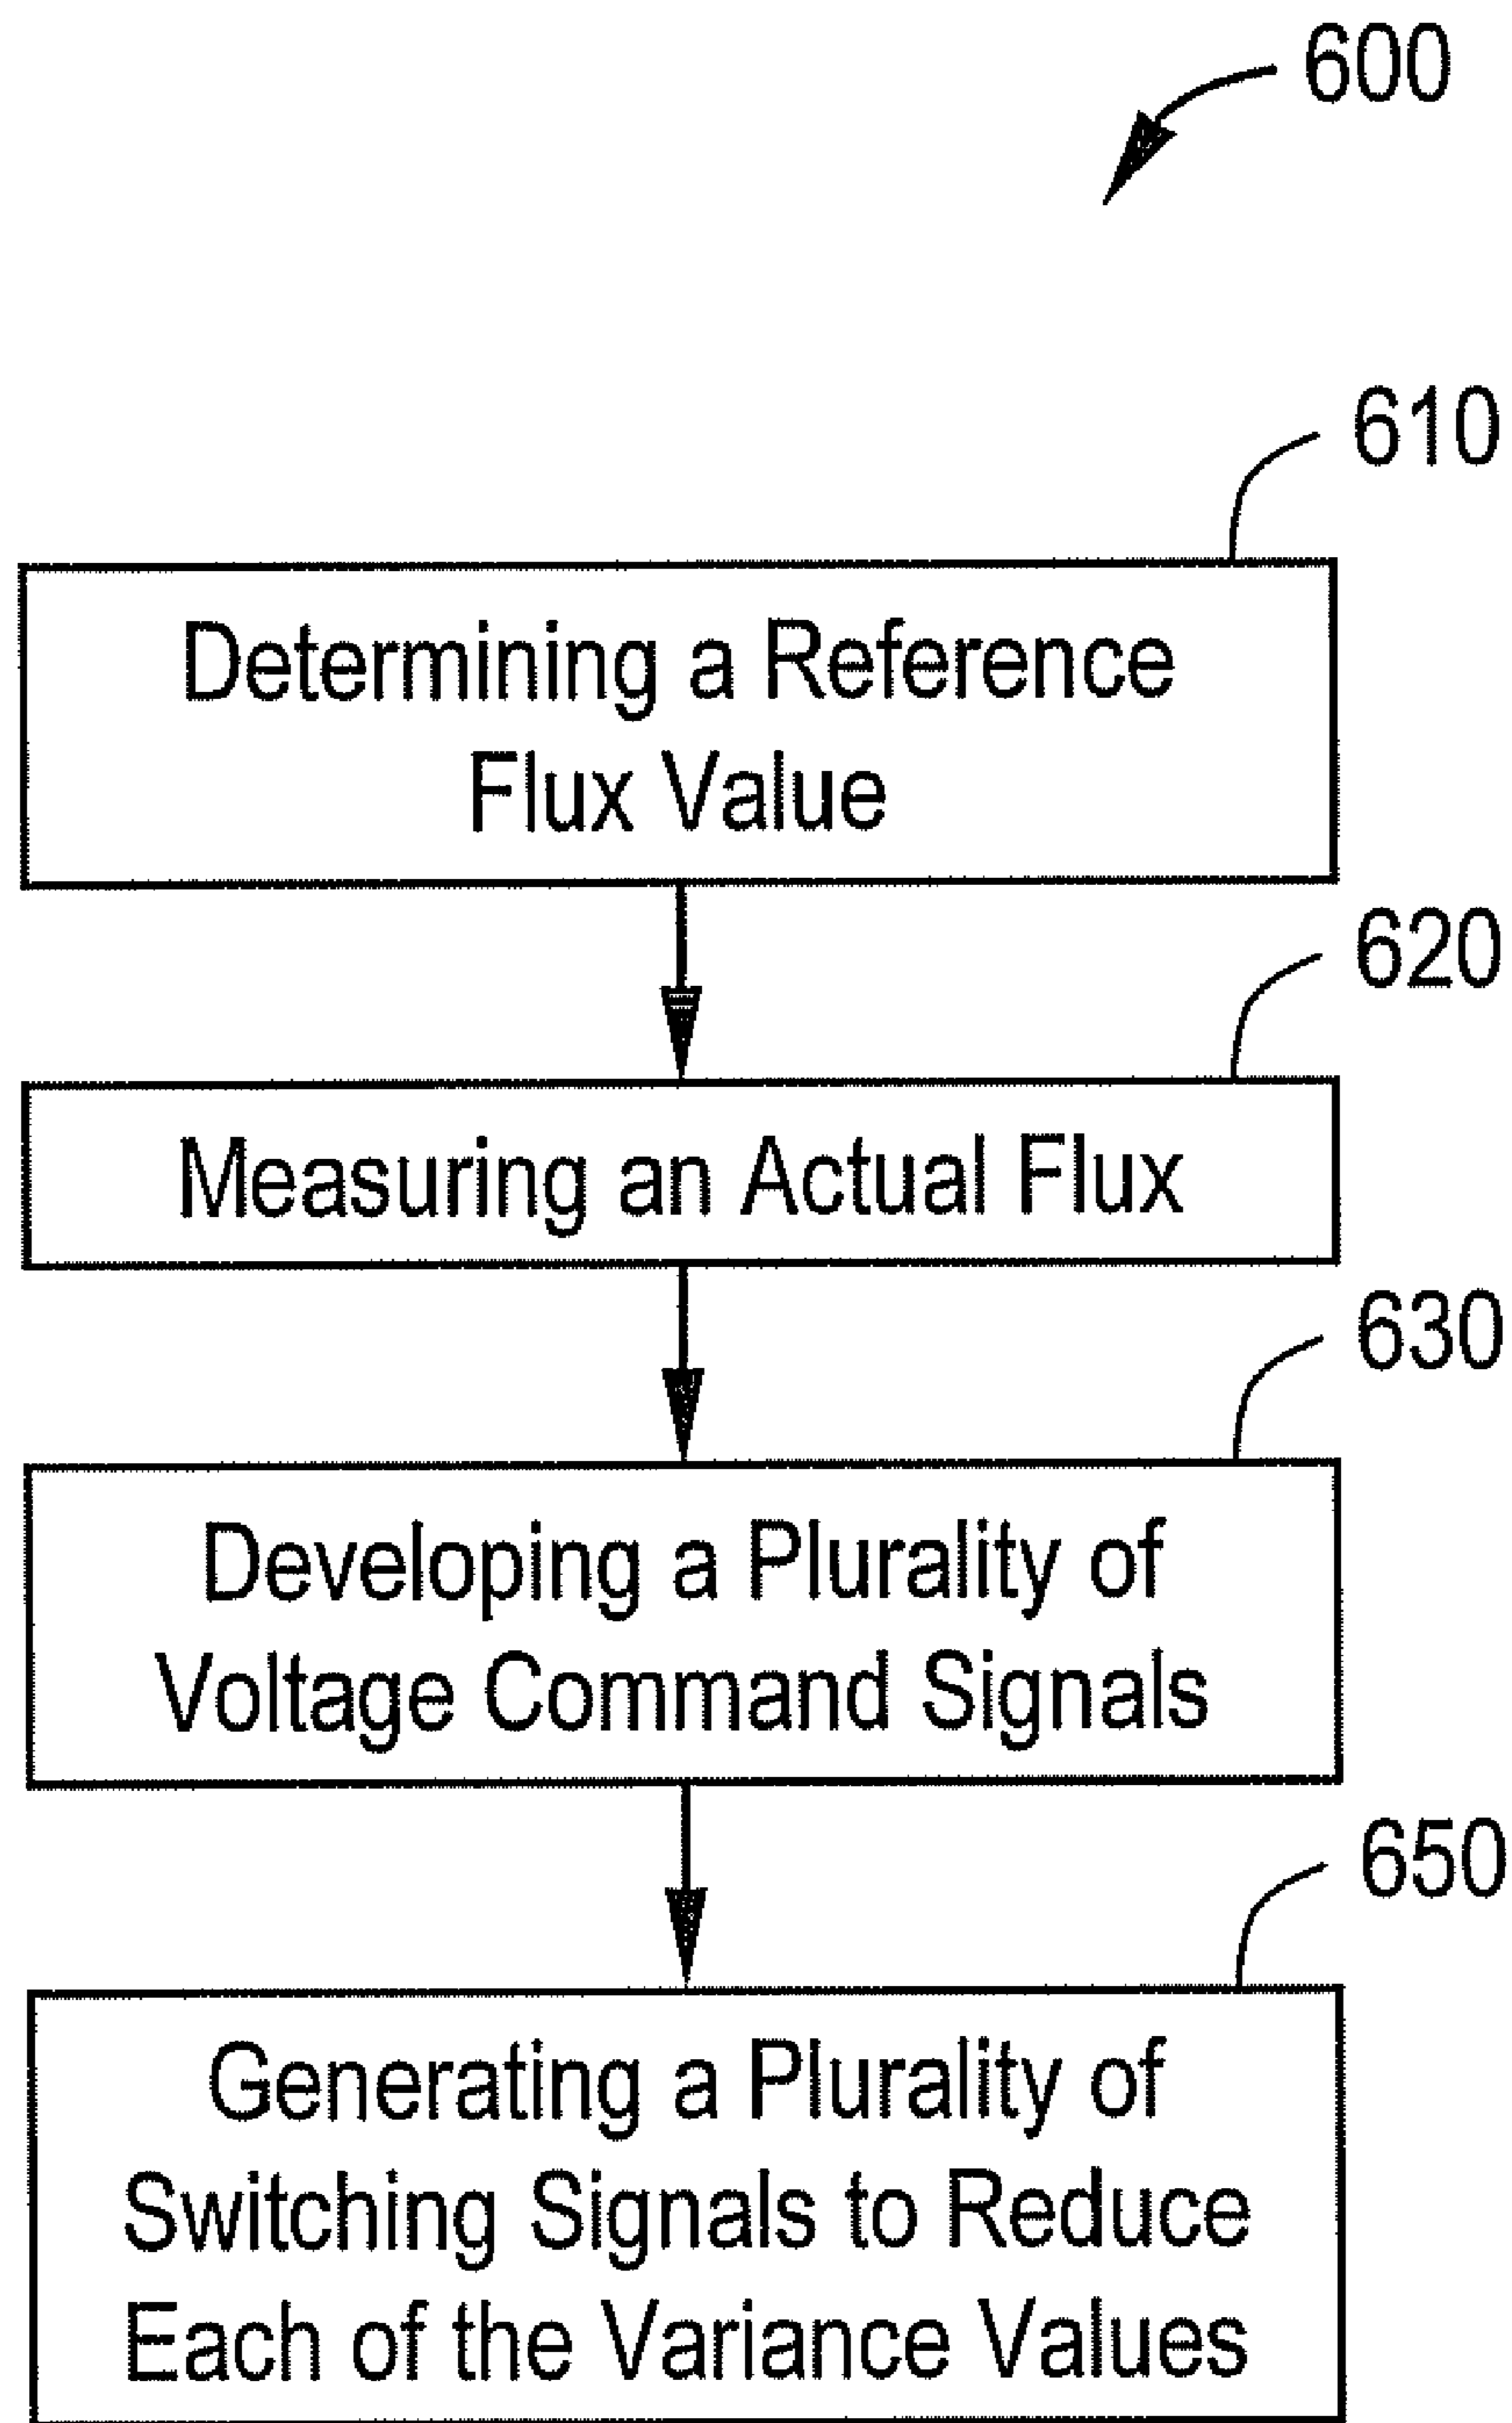 600
610
Determining a Reference
Flux Value
620
Measuring an Actual Flux
630
Developing a Plurality of
Voltage Command Signals
650
Generating a Plurality of
Switching Signals to Reduce
Each of the Variance Values